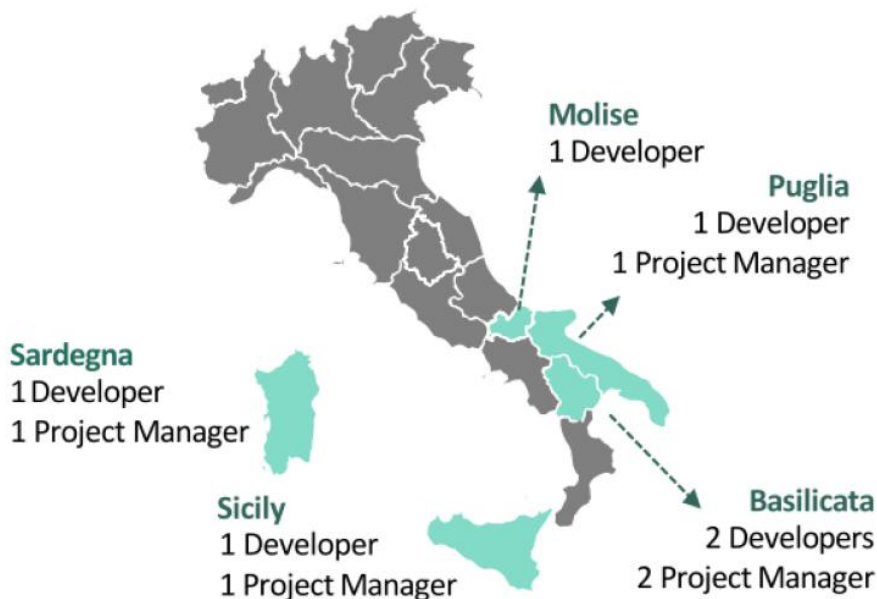 Molise
1 Developer
Puglia
1 Developer
1 Project Manager
Sardegna
1 Developer
1 Project Manager
Sicily
1 Developer
1 Project Manager
Basilicata
2 Developers
2 Project Manager